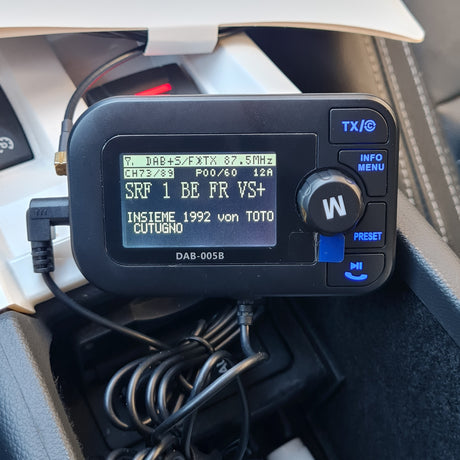 DAB+S/F TX 87.5MHz
CH73/89 P00/60 12A
SRF 1 BE FR VS+
INSIEME 1992 von TOTO
CUTUGNO
DAB-005B
TX/C
INFO
MENU
M
PRESET